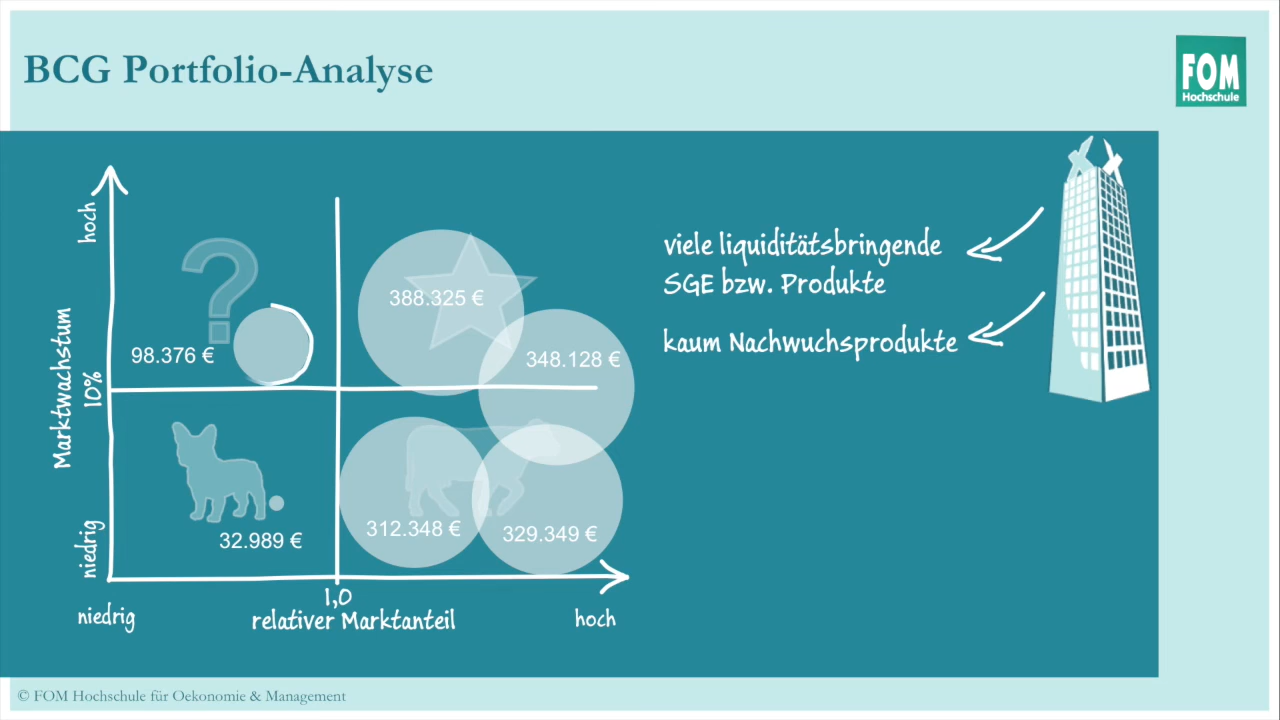 BCG Portfolio-Analyse
FOM
Hochschule
hoch
Marktwachstum
10%
niedrig
98.376 €
388.325 €
348.128 €
32.989 €
312.348 €
329.349 €
niedrig
1,0
relativer Marktanteil
hoch
viele liquiditätsbringende
SGE bzw. Produkte
kaum Nachwuchsprodukte
© FOM Hochschule für Oekonomie & Management